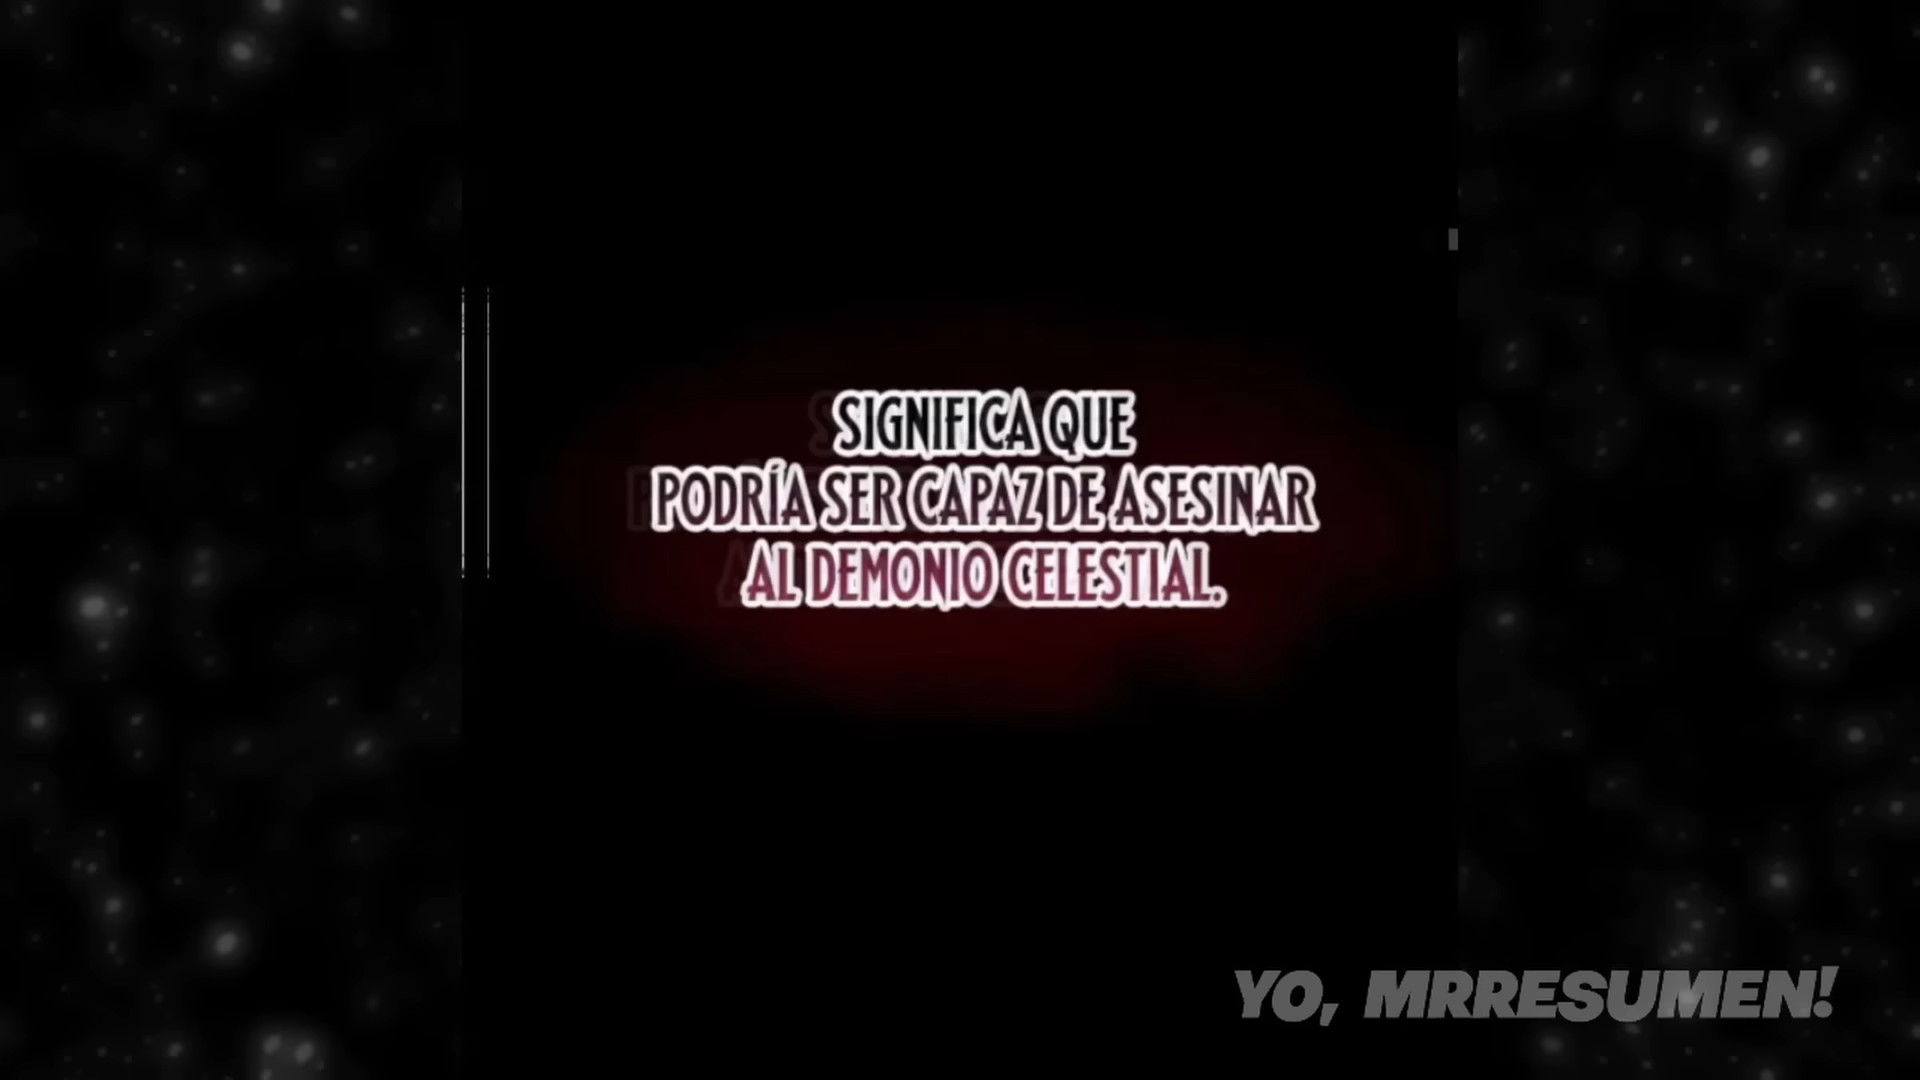 SIGNIFICA QUE
PODRÍA SER CAPAZ DE ASESINAR
AL DEMONIO CELESTIAL.
YO, MRRESUMEN!